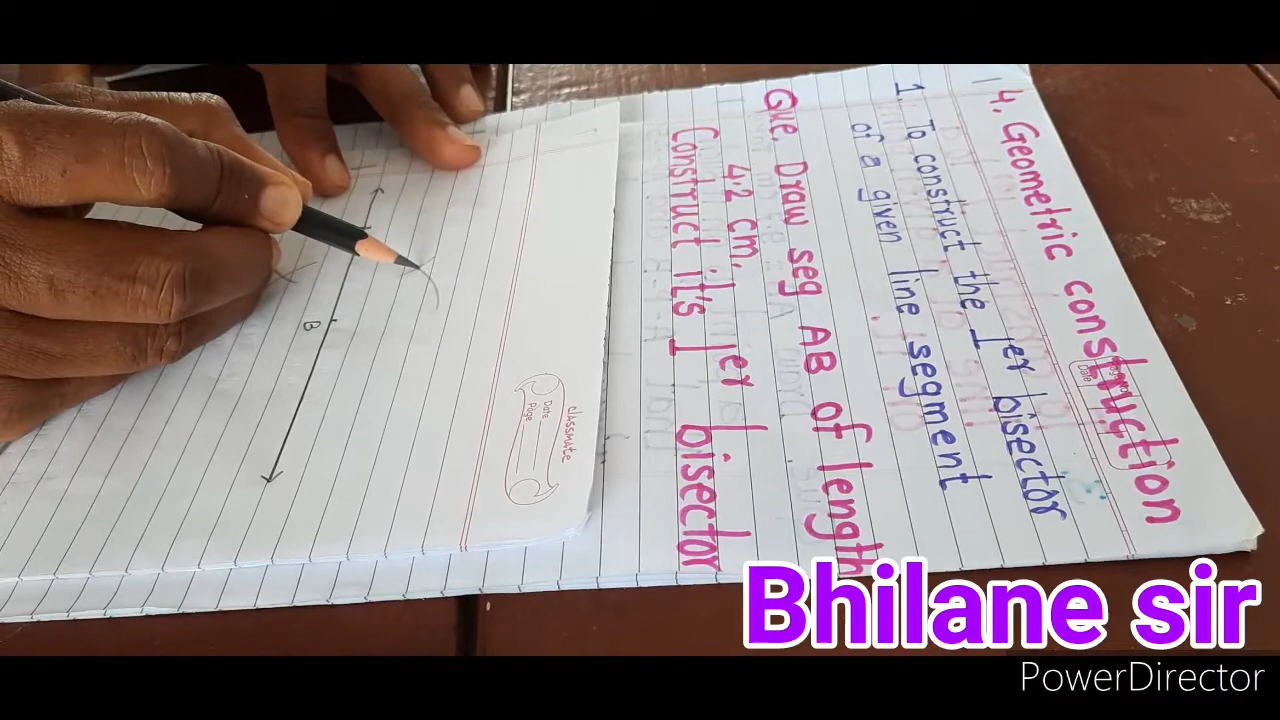 4. Geometric construction
1. To construct the ⊥er bisector
of a given line segment
Que. Draw seg AB of length
4.2 cm.
Construct it's ⊥er bisector
classmate
Date
Page
B
Date
Bhilane sir
PowerDirector